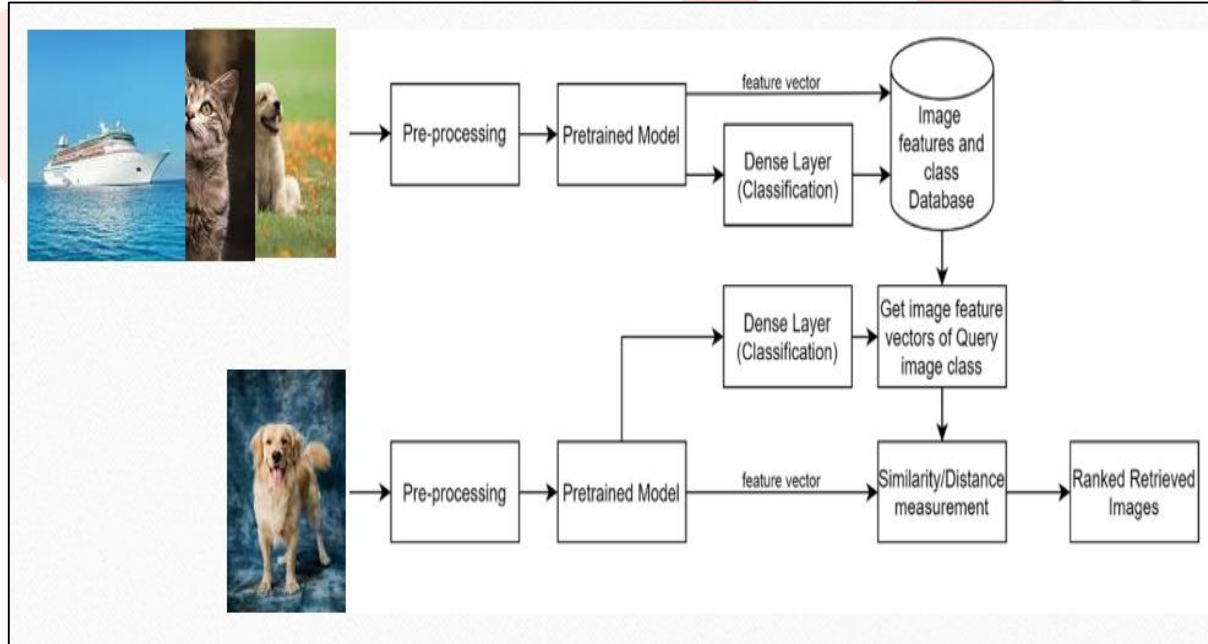 feature vector
Pre-processing
Pretrained Model
Dense Layer
(Classification)
Image
features and
class
Database
Dense Layer
(Classification)
Get image feature
vectors of Query
image class
Pre-processing
Pretrained Model
feature vector
Similarity/Distance
measurement
Ranked Retrieved
Images